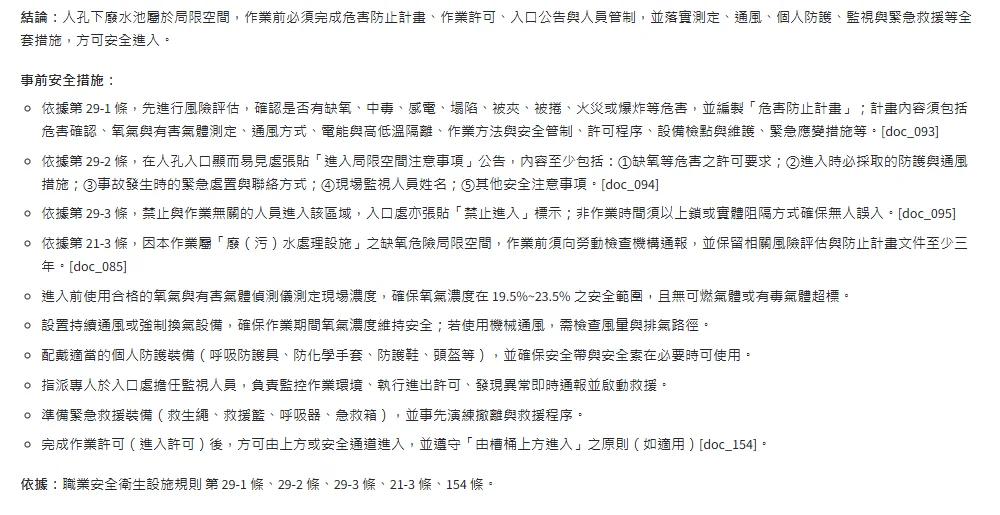 結論：人孔下廢水池屬於局限空間，作業前必須完成危害防止計畫、作業許可、入口公告與人員管制，並落實測定、通風、個人防護、監視與緊急救援等全
套措施，方可安全進入。
事前安全措施：
依據第 29-1 條，先進行風險評估，確認是否有缺氧、中毒、感電、塌陷、被夾、被捲、火災或爆炸等危害，並編製「危害防止計畫」；計畫內容須包括
危害確認、氧氣與有害氣體測定、通風方式、電能與高低溫隔離、作業方法與安全管制、許可程序、設備檢點與維護、緊急應變措施等。[doc_093]
依據第 29-2 條，在人孔入口顯而易見處張貼「進入局限空間注意事項」公告，內容至少包括：①缺氧等危害之許可要求；②進入時必採取的防護與通風
措施；③事故發生時的緊急處置與聯絡方式；④現場監視人員姓名；⑤其他安全注意事項。[doc_094]
依據第 29-3 條，禁止與作業無關的人員進入該區域，入口處亦張貼「禁止進入」標示；非作業時間須以上鎖或實體阻隔方式確保無人誤入。[doc_095]
依據第 21-3 條，因本作業屬「廢（污）水處理設施」之缺氧危險局限空間，作業前須向勞動檢查機構通報，並保留相關風險評估與防止計畫文件至少三
年。[doc_085]
進入前使用合格的氧氣與有害氣體偵測儀測定現場濃度，確保氧氣濃度在 19.5%~23.5% 之安全範圍，且無可燃氣體或有毒氣體超標。
設置持續通風或強制換氣設備，確保作業期間氧氣濃度維持安全；若使用機械通風，需檢查風量與排氣路徑。
配戴適當的個人防護裝備（呼吸防護具、防化學手套、防護鞋、頭盔等），並確保安全帶與安全索在必要時可使用。
指派專人於入口處擔任監視人員，負責監控作業環境、執行進出許可、發現異常即時通報並啟動救援。
準備緊急救援裝備（救生繩、救援籃、呼吸器、急救箱），並事先演練撤離與救援程序。
完成作業許可（進入許可）後，方可由上方或安全通道進入，並遵守「由槽桶上方進入」之原則（如適用）[doc_154]。
依據：職業安全衛生設施規則 第 29-1 條、29-2 條、29-3 條、21-3 條、154 條。